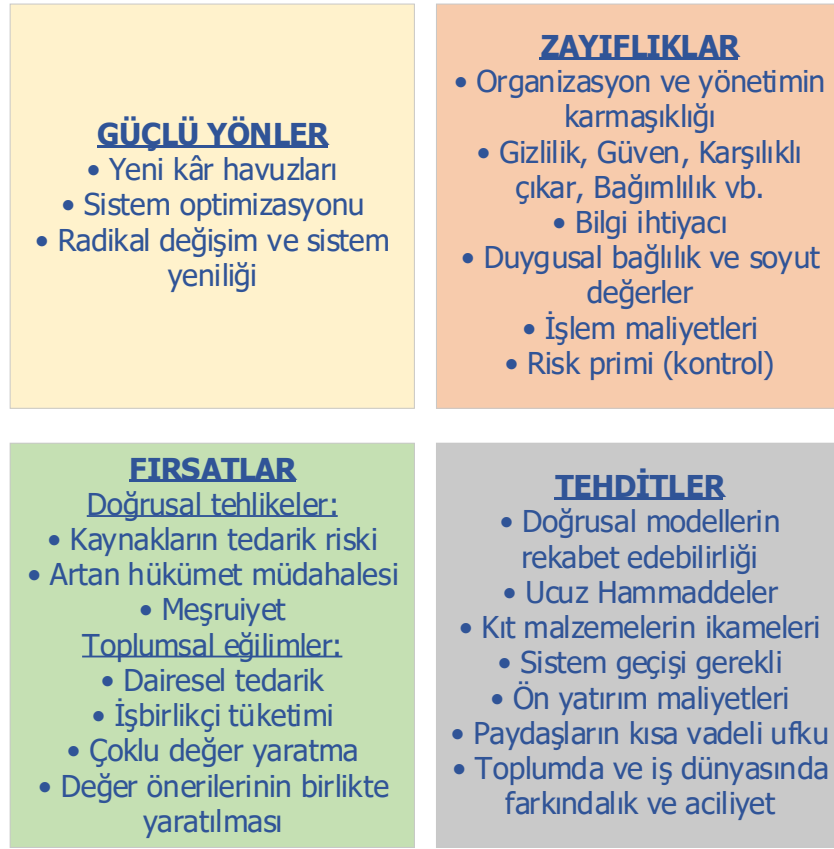 GÜÇLÜ YÖNLER
• Yeni kâr havuzları
• Sistem optimizasyonu
• Radikal değişim ve sistem
yeniliği
ZAYIFLIKLAR
• Organizasyon ve yönetimin
karmaşıklığı
• Gizlilik, Güven, Karşılıklı
çıkar, Bağımlılık vb.
• Bilgi ihtiyacı
• Duygusal bağlılık ve soyut
değerler
• İşlem maliyetleri
• Risk primi (kontrol)
FIRSATLAR
Doğrusal tehlikeler:
• Kaynakların tedarik riski
• Artan hükümet müdahalesi
• Meşruiyet
Toplumsal eğilimler:
• Dairesel tedarik
• İşbirlikçi tüketimi
• Çoklu değer yaratma
• Değer önerilerinin birlikte
yaratılması
TEHDİTLER
• Doğrusal modellerin
rekabet edebilirliği
• Ucuz Hammaddeler
• Kıt malzemelerin ikameleri
• Sistem geçişi gerekli
• Ön yatırım maliyetleri
• Paydaşların kısa vadeli ufku
• Toplumda ve iş dünyasında
farkındalık ve aciliyet